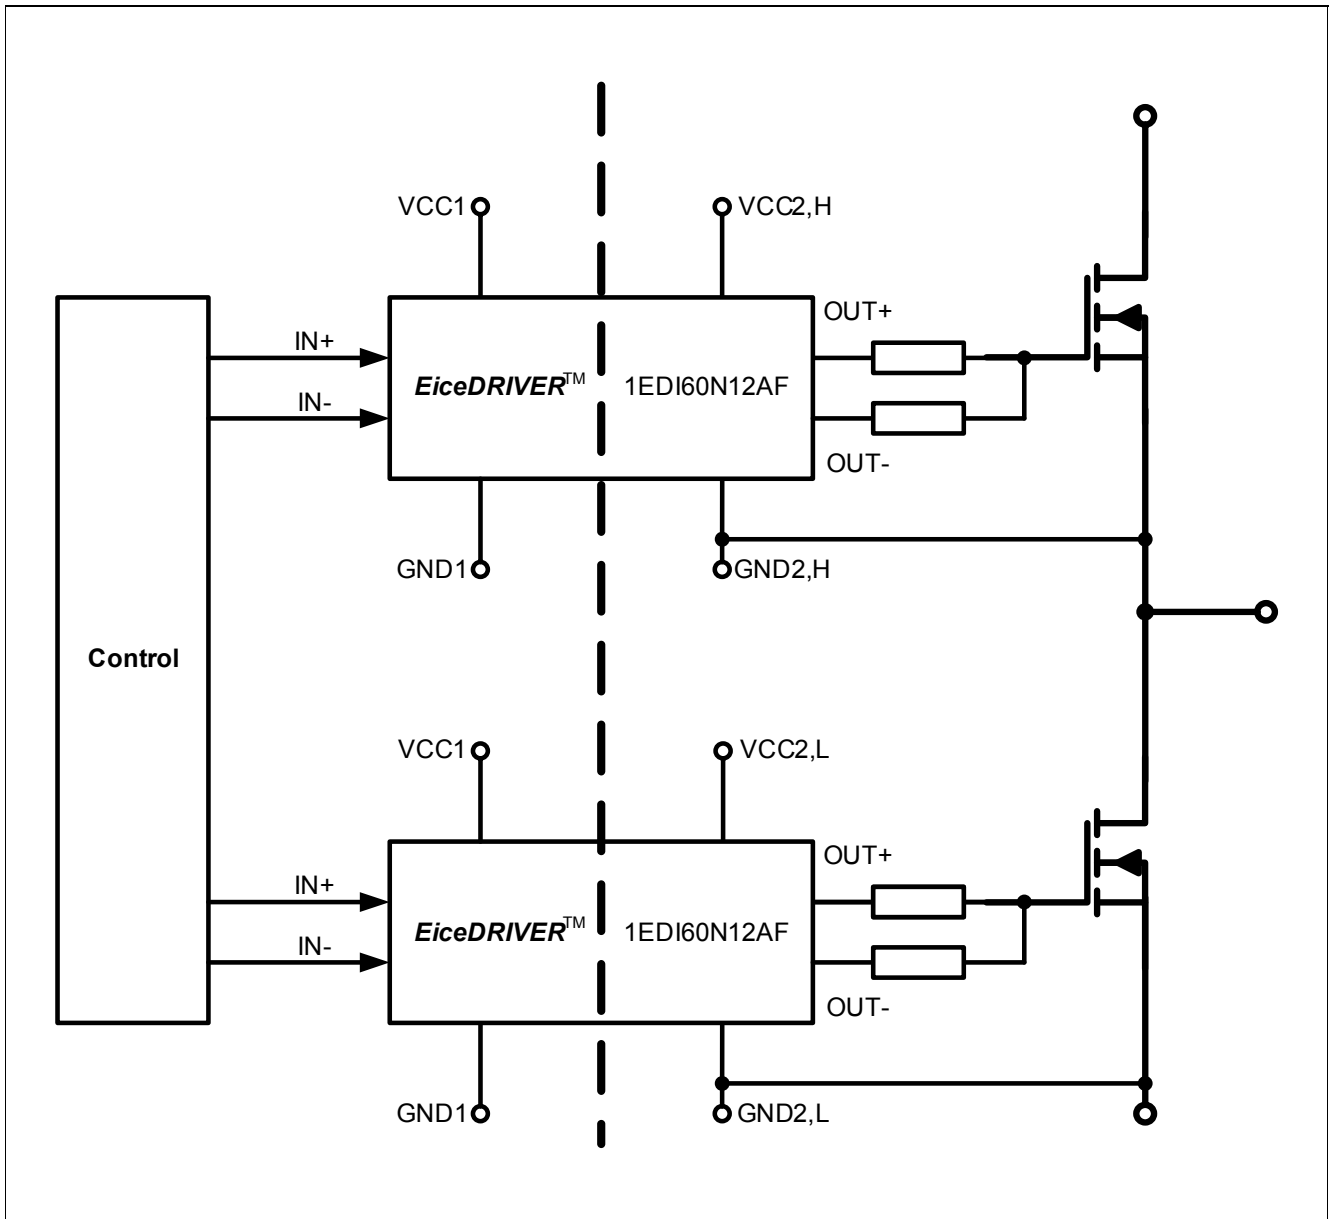 VCC1
VCC2,H
OUT+
IN+
EiceDRIVER™ 1EDI60N12AF
IN-
OUT-
GND1
GND2,H
Control
VCC1
VCC2,L
OUT+
IN+
EiceDRIVER™ 1EDI60N12AF
IN-
OUT-
GND1
GND2,L